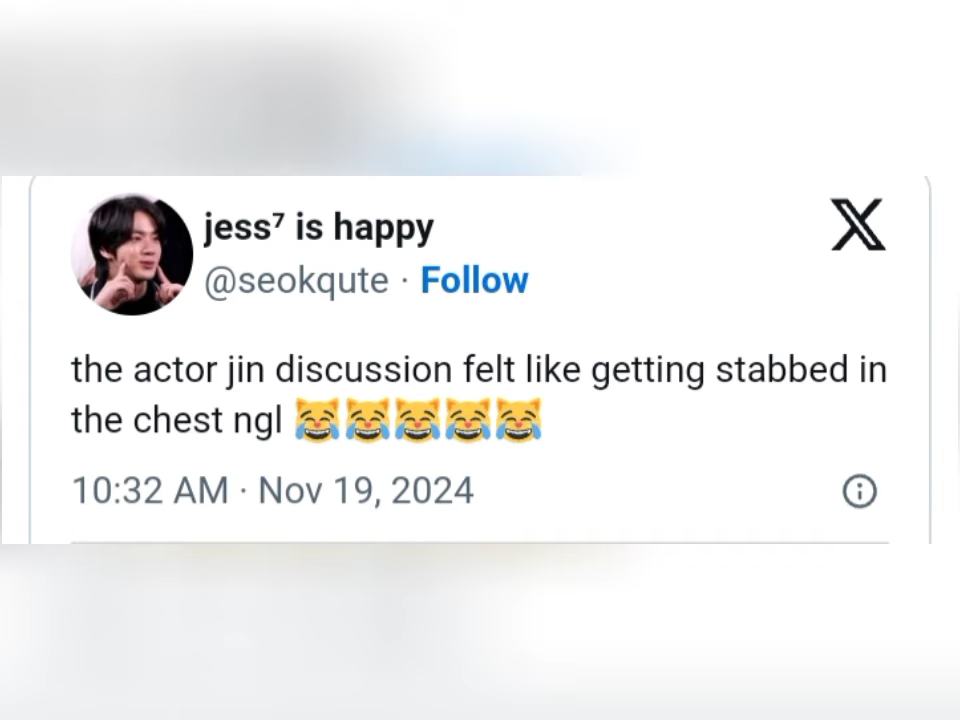 jess⁷ is happy
@seokqute · Follow
the actor jin discussion felt like getting stabbed in
the chest ngl 😹😹😹😹😹
10:32 AM · Nov 19, 2024